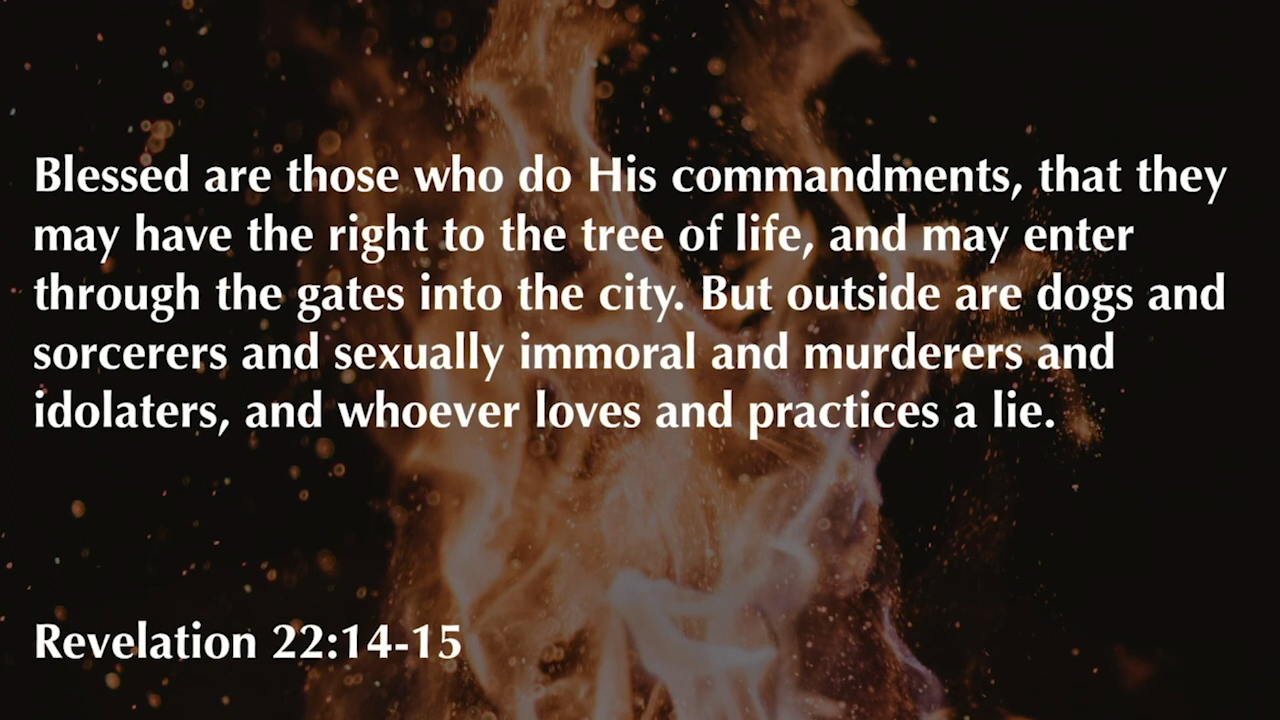 Blessed are those who do His commandments, that they
may have the right to the tree of life, and may enter
through the gates into the city. But outside are dogs and
sorcerers and sexually immoral and murderers and
idolaters, and whoever loves and practices a lie.
Revelation 22:14-15